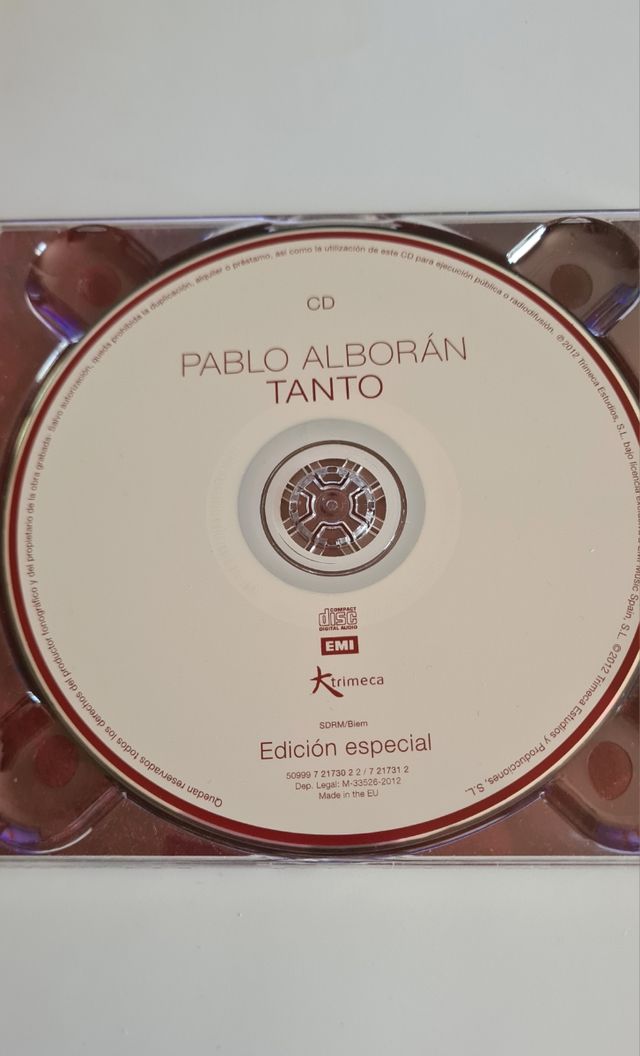 Quedan reservados todos los derechos del productor fonográfico y del propietario de la obra grabada. Salvo autorización, queda prohibida la duplicación, alquiler o préstamo, así como la utilización de este CD para ejecución pública o radiodifusión. ℗ 2012 Trimeca Estudios, S.L. bajo licencia Music Spain, S.L. © 2012 Trimeca Estudios y Producciones, S.L.
CD
PABLO ALBORÁN
TANTO
COMPACT
disc
DIGITAL AUDIO
EMI
trimeca
SDRM/Biem
Edición especial
50999 7 21730 2 2 / 7 21731 2
Dep. Legal: M-33526-2012
Made in the EU